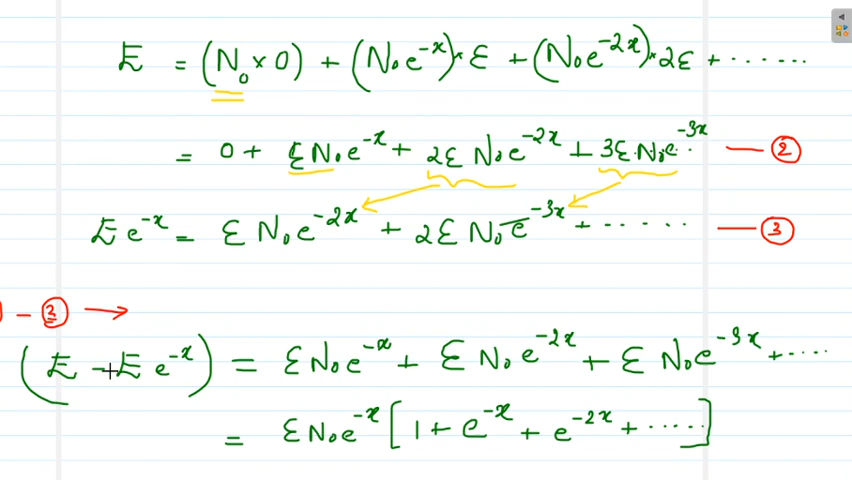 E = (N₀ × 0) + (N₀e⁻ˣ)·ε + (N₀e⁻²ˣ)·2ε + ·······
= 0 + εN₀e⁻ˣ + 2εN₀e⁻²ˣ + 3εN₀e⁻³ˣ — ②
Ee⁻ˣ = εN₀e⁻²ˣ + 2εN₀e⁻³ˣ + ······ — ③
– ③ →
(E – Ee⁻ˣ) = εN₀e⁻ˣ + εN₀e⁻²ˣ + εN₀e⁻³ˣ + ····
= εN₀e⁻ˣ [1 + e⁻ˣ + e⁻²ˣ + ·····]